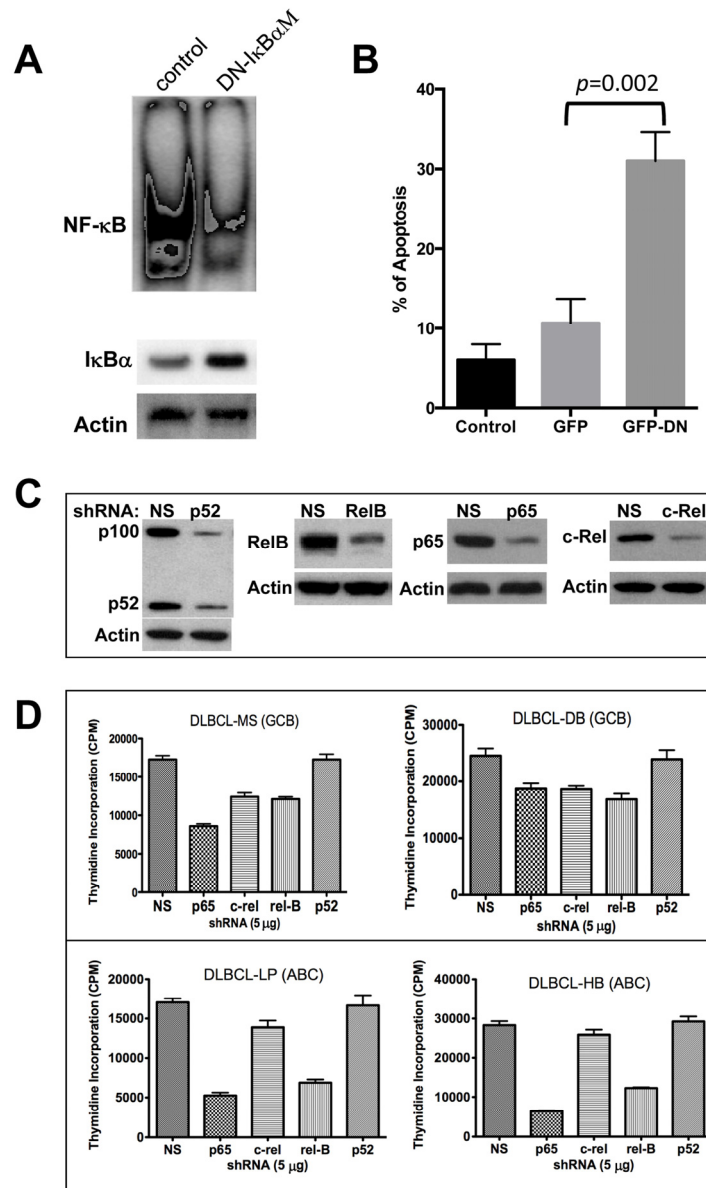 A
control
DN-IκBαM
NF-κB
IκBα
Actin
B
p=0.002
% of Apoptosis
40
30
20
10
0
Control GFP GFP-DN
C
shRNA: NS p52
p100
p52
Actin
NS RelB
RelB
Actin
NS p65
p65
Actin
NS c-Rel
c-Rel
Actin
D
DLBCL-MS (GCB)
Thymidine Incorporation (CPM)
20000
15000
10000
5000
0
NS p65 c-rel rel-B p52
shRNA (5 μg)
DLBCL-DB (GCB)
Thymidine Incorporation (CPM)
30000
20000
10000
0
NS p65 c-rel rel-B p52
shRNA (5 μg)
DLBCL-LP (ABC)
Thymidine Incorporation (CPM)
20000
15000
10000
5000
0
NS p65 c-rel rel-B p52
shRNA (5 μg)
DLBCL-HB (ABC)
Thymidine Incorporation (CPM)
40000
30000
20000
10000
0
NS p65 c-rel rel-B p52
shRNA (5 μg)